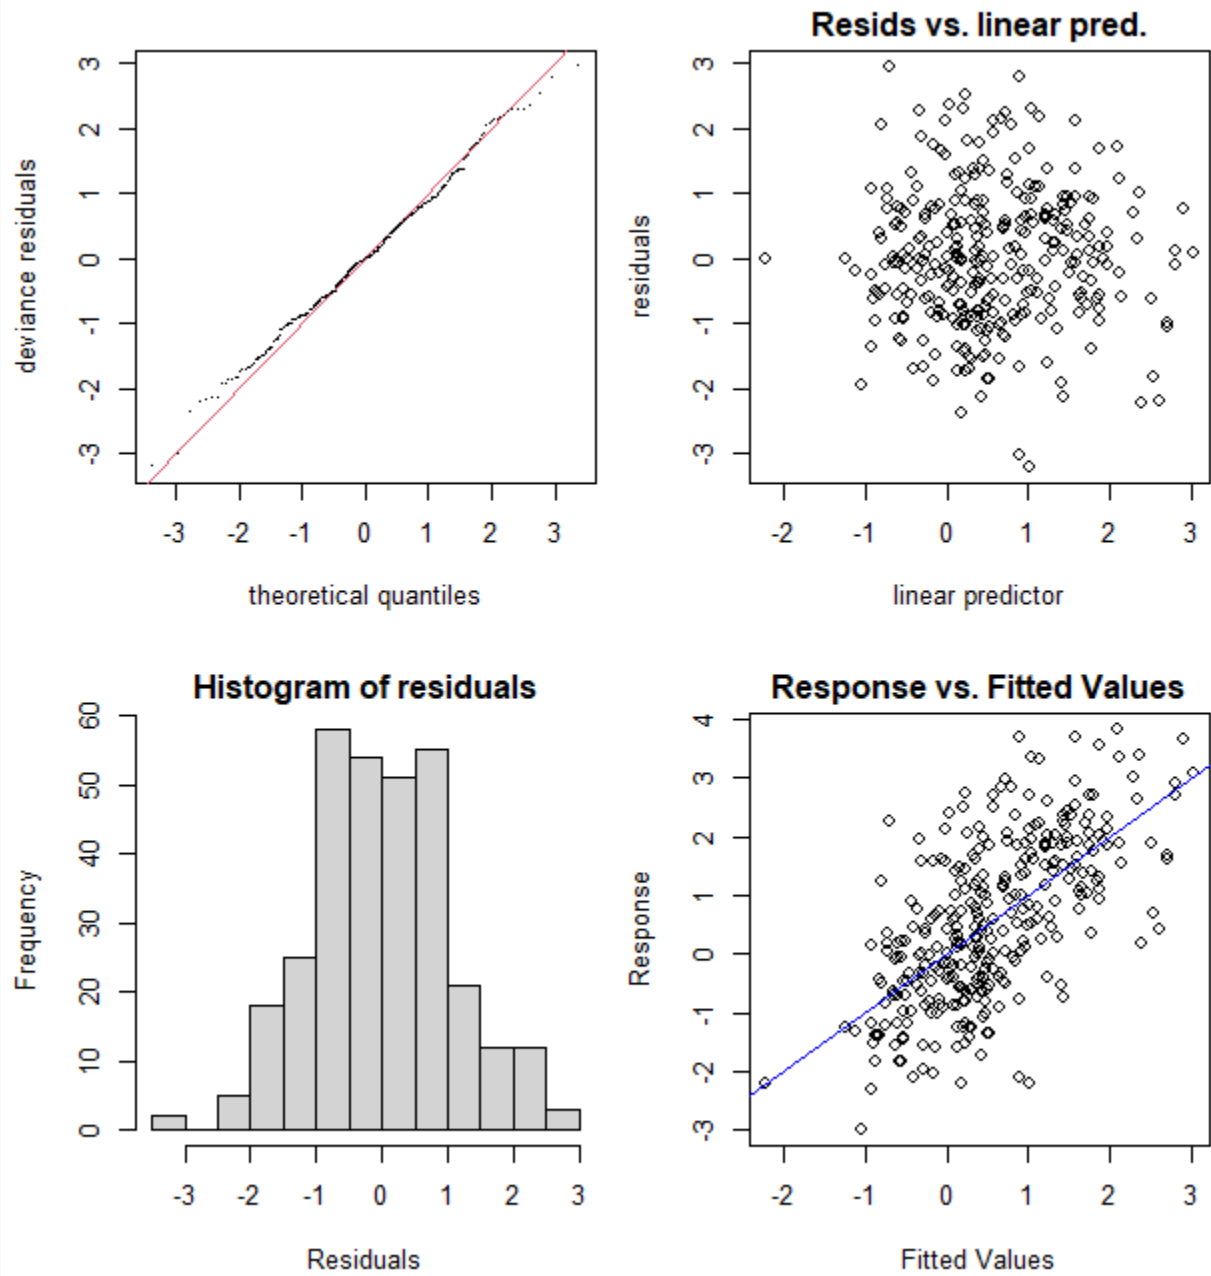 3
2
1
0
-1
-2
-3
deviance residuals
-3 -2 -1 0 1 2 3
theoretical quantiles
Resids vs. linear pred.
3
2
1
0
-1
-2
-3
residuals
-2 -1 0 1 2 3
linear predictor
Histogram of residuals
60
50
40
30
20
10
0
Frequency
-3 -2 -1 0 1 2 3
Residuals
Response vs. Fitted Values
4
3
2
1
0
-1
-2
-3
Response
-2 -1 0 1 2 3
Fitted Values